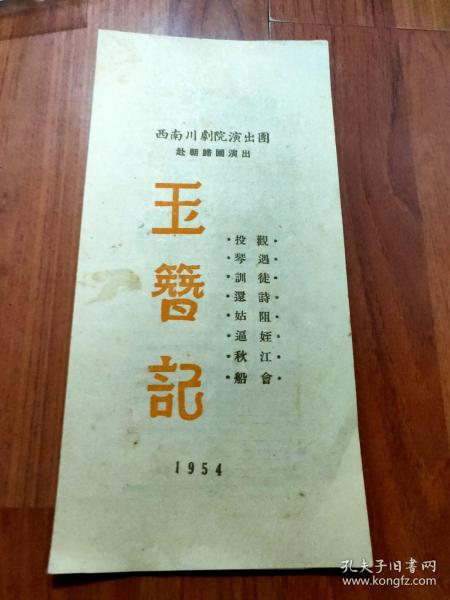 西南川劇院演出團
赴朝歸國演出
玉簪記
·投觀·
·琴遇·
·訓徒·
·還詩·
·姑阻·
·逼姪·
·秋江·
·船會·
1954
孔夫子旧书网
www.kongfz.com